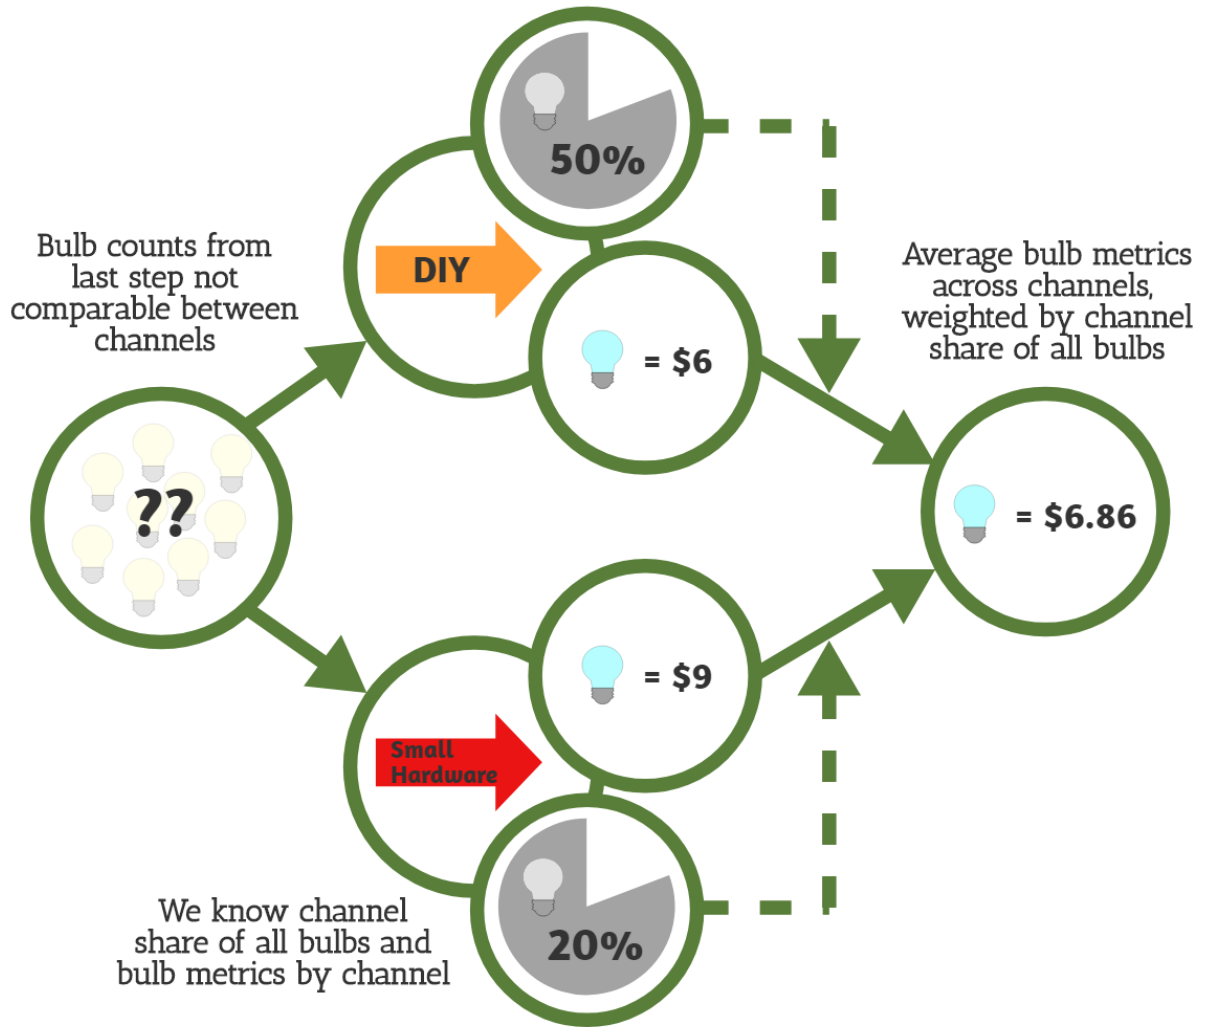 50%
DIY
= $6
Bulb counts from
last step not
comparable between
channels
Average bulb metrics
across channels,
weighted by channel
share of all bulbs
??
= $6.86
= $9
Small
Hardware
20%
We know channel
share of all bulbs and
bulb metrics by channel